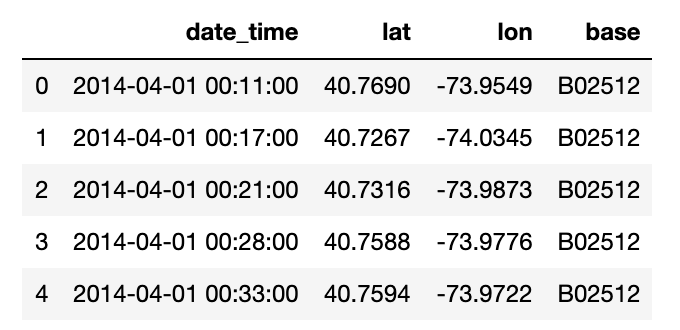 date_time lat lon base
0 2014-04-01 00:11:00 40.7690 -73.9549 B02512
1 2014-04-01 00:17:00 40.7267 -74.0345 B02512
2 2014-04-01 00:21:00 40.7316 -73.9873 B02512
3 2014-04-01 00:28:00 40.7588 -73.9776 B02512
4 2014-04-01 00:33:00 40.7594 -73.9722 B02512